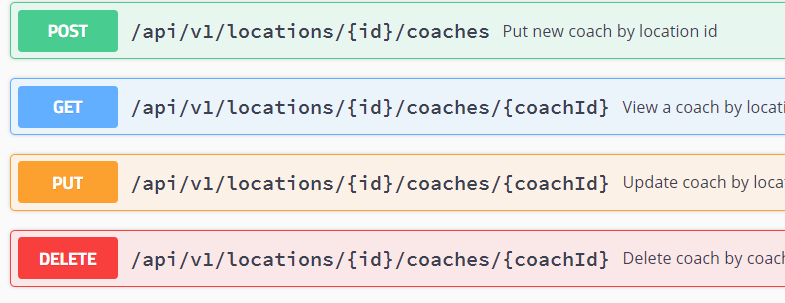 POST /api/v1/locations/{id}/coaches Put new coach by location id
GET /api/v1/locations/{id}/coaches/{coachId} View a coach by locati
PUT /api/v1/locations/{id}/coaches/{coachId} Update coach by loca
DELETE /api/v1/locations/{id}/coaches/{coachId} Delete coach by coach